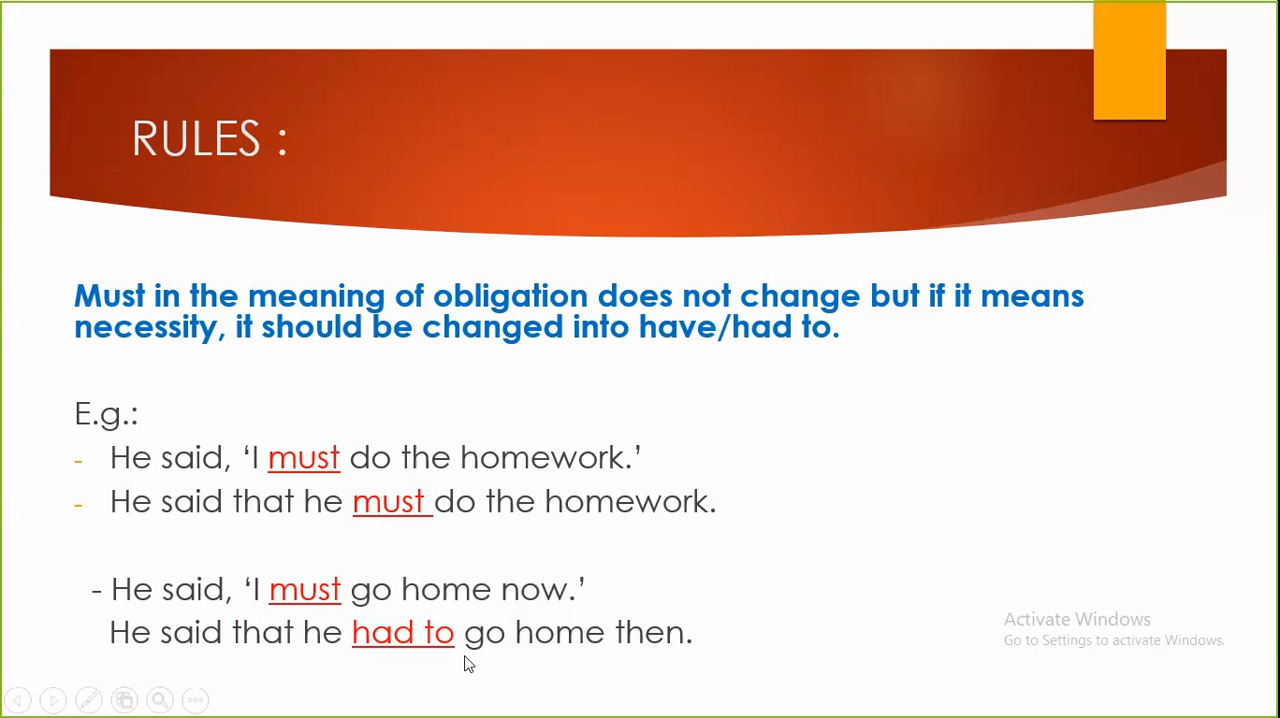 RULES :
Must in the meaning of obligation does not change but if it means
necessity, it should be changed into have/had to.
E.g.:
- He said, ‘I must do the homework.’
- He said that he must do the homework.
- He said, ‘I must go home now.’
He said that he had to go home then.
Activate Windows
Go to Settings to activate Windows.